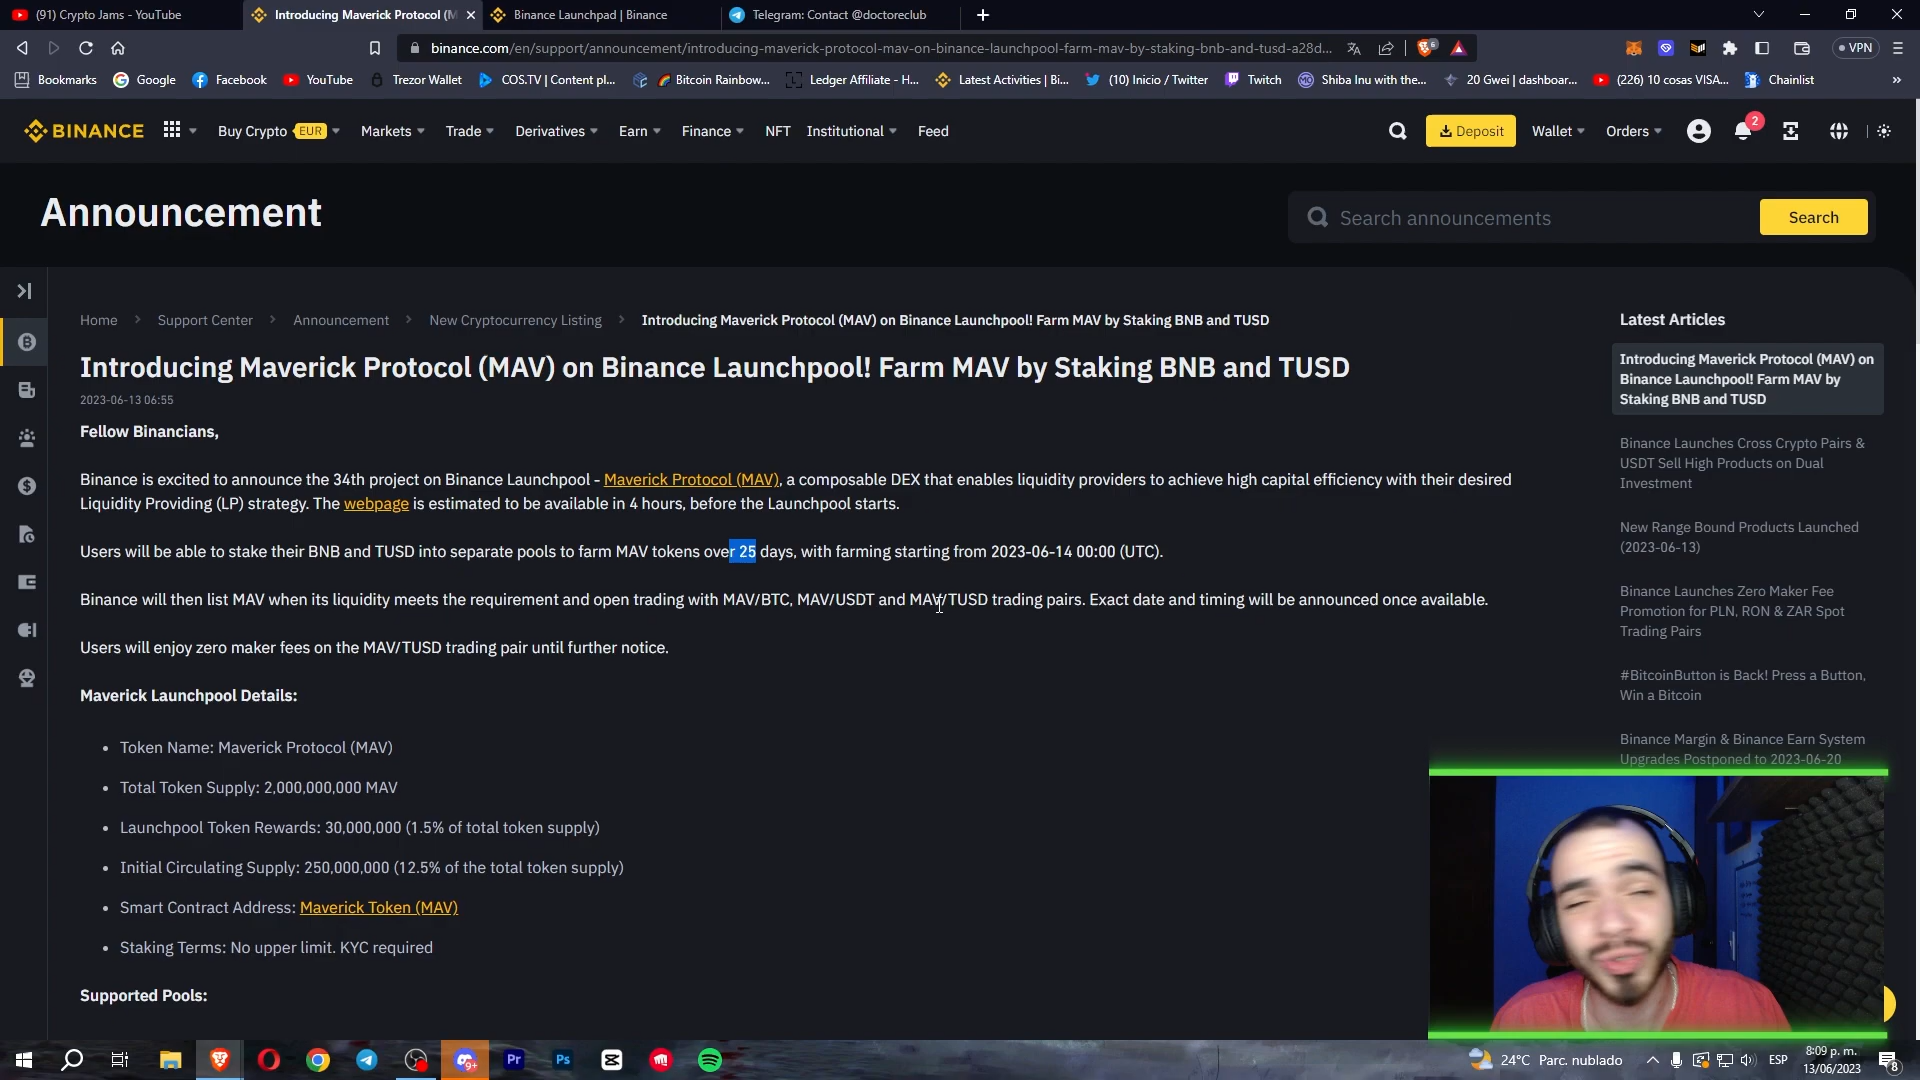 (91) Crypto Jams - YouTube
Introducing Maverick Protocol (M
Binance Launchpad | Binance
Telegram: Contact @doctoreclub
binance.com/en/support/announcement/introducing-maverick-protocol-mav-on-binance-launchpool-farm-mav-by-staking-bnb-and-tusd-a28d...
6
VPN
Bookmarks
Google
Facebook
YouTube
Trezor Wallet
COS.TV | Content pl...
Bitcoin Rainbow...
Ledger Affiliate - H...
Latest Activities | Bi...
(10) Inicio / Twitter
Twitch
Shiba Inu with the...
20 Gwei | dashboar...
(226) 10 cosas VISA...
Chainlist
BINANCE
Buy Crypto EUR
Markets
Trade
Derivatives
Earn
Finance
NFT
Institutional
Feed
Deposit
Wallet
Orders
2
Announcement
Search announcements
Search
Home > Support Center > Announcement > New Cryptocurrency Listing > Introducing Maverick Protocol (MAV) on Binance Launchpool! Farm MAV by Staking BNB and TUSD
Introducing Maverick Protocol (MAV) on Binance Launchpool! Farm MAV by Staking BNB and TUSD
2023-06-13 06:55
Fellow Binancians,
Binance is excited to announce the 34th project on Binance Launchpool - Maverick Protocol (MAV), a composable DEX that enables liquidity providers to achieve high capital efficiency with their desired
Liquidity Providing (LP) strategy. The webpage is estimated to be available in 4 hours, before the Launchpool starts.
Users will be able to stake their BNB and TUSD into separate pools to farm MAV tokens over 25 days, with farming starting from 2023-06-14 00:00 (UTC).
Binance will then list MAV when its liquidity meets the requirement and open trading with MAV/BTC, MAV/USDT and MAV/TUSD trading pairs. Exact date and timing will be announced once available.
Users will enjoy zero maker fees on the MAV/TUSD trading pair until further notice.
Maverick Launchpool Details:
• Token Name: Maverick Protocol (MAV)
• Total Token Supply: 2,000,000,000 MAV
• Launchpool Token Rewards: 30,000,000 (1.5% of total token supply)
• Initial Circulating Supply: 250,000,000 (12.5% of the total token supply)
• Smart Contract Address: Maverick Token (MAV)
• Staking Terms: No upper limit. KYC required
Supported Pools:
Latest Articles
Introducing Maverick Protocol (MAV) on
Binance Launchpool! Farm MAV by
Staking BNB and TUSD
Binance Launches Cross Crypto Pairs &
USDT Sell High Products on Dual
Investment
New Range Bound Products Launched
(2023-06-13)
Binance Launches Zero Maker Fee
Promotion for PLN, RON & ZAR Spot
Trading Pairs
#BitcoinButton is Back! Press a Button,
Win a Bitcoin
Binance Margin & Binance Earn System
Upgrades Postponed to 2023-06-20
9+
Pr
Ps
24°C Parc. nublado
ESP
8:09 p. m.
13/06/2023
8